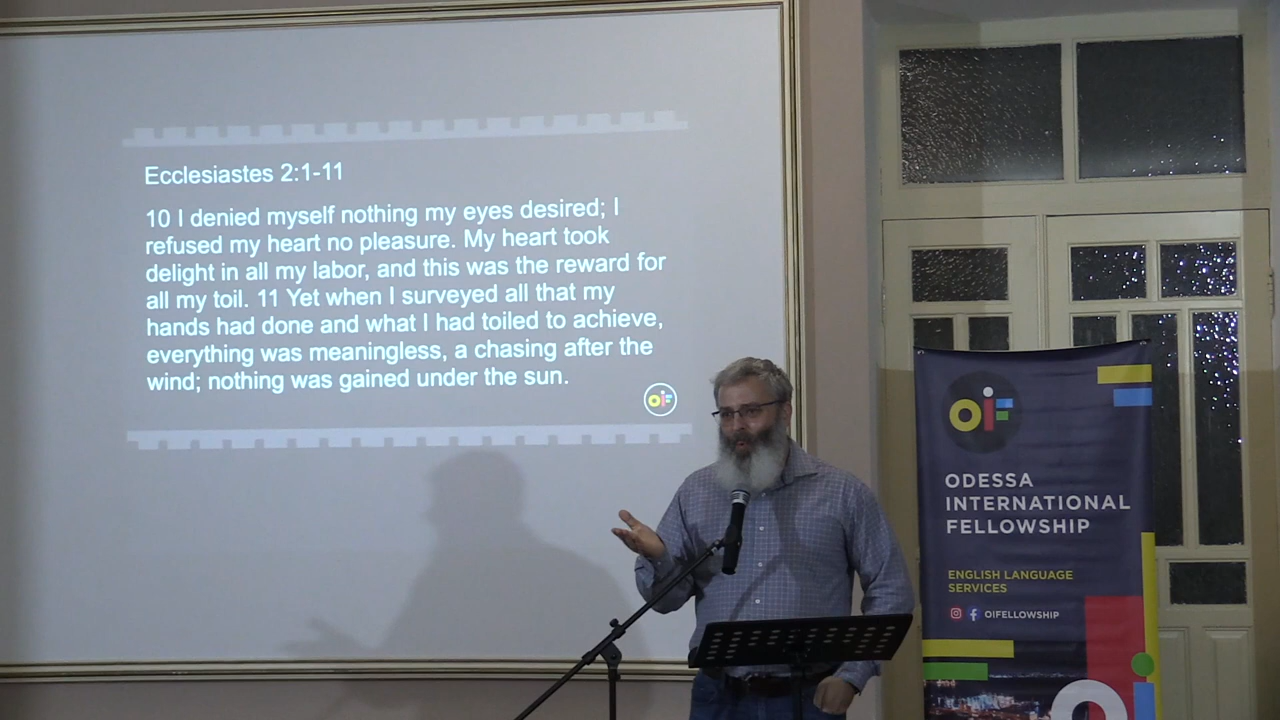 Ecclesiastes 2:1-11
10 I denied myself nothing my eyes desired; I
refused my heart no pleasure. My heart took
delight in all my labor, and this was the reward for
all my toil. 11 Yet when I surveyed all that my
hands had done and what I had toiled to achieve,
everything was meaningless, a chasing after the
wind; nothing was gained under the sun.
OiF
OiF
ODESSA
INTERNATIONAL
FELLOWSHIP
ENGLISH LANGUAGE
SERVICES
OIFELLOWSHIP
Oi